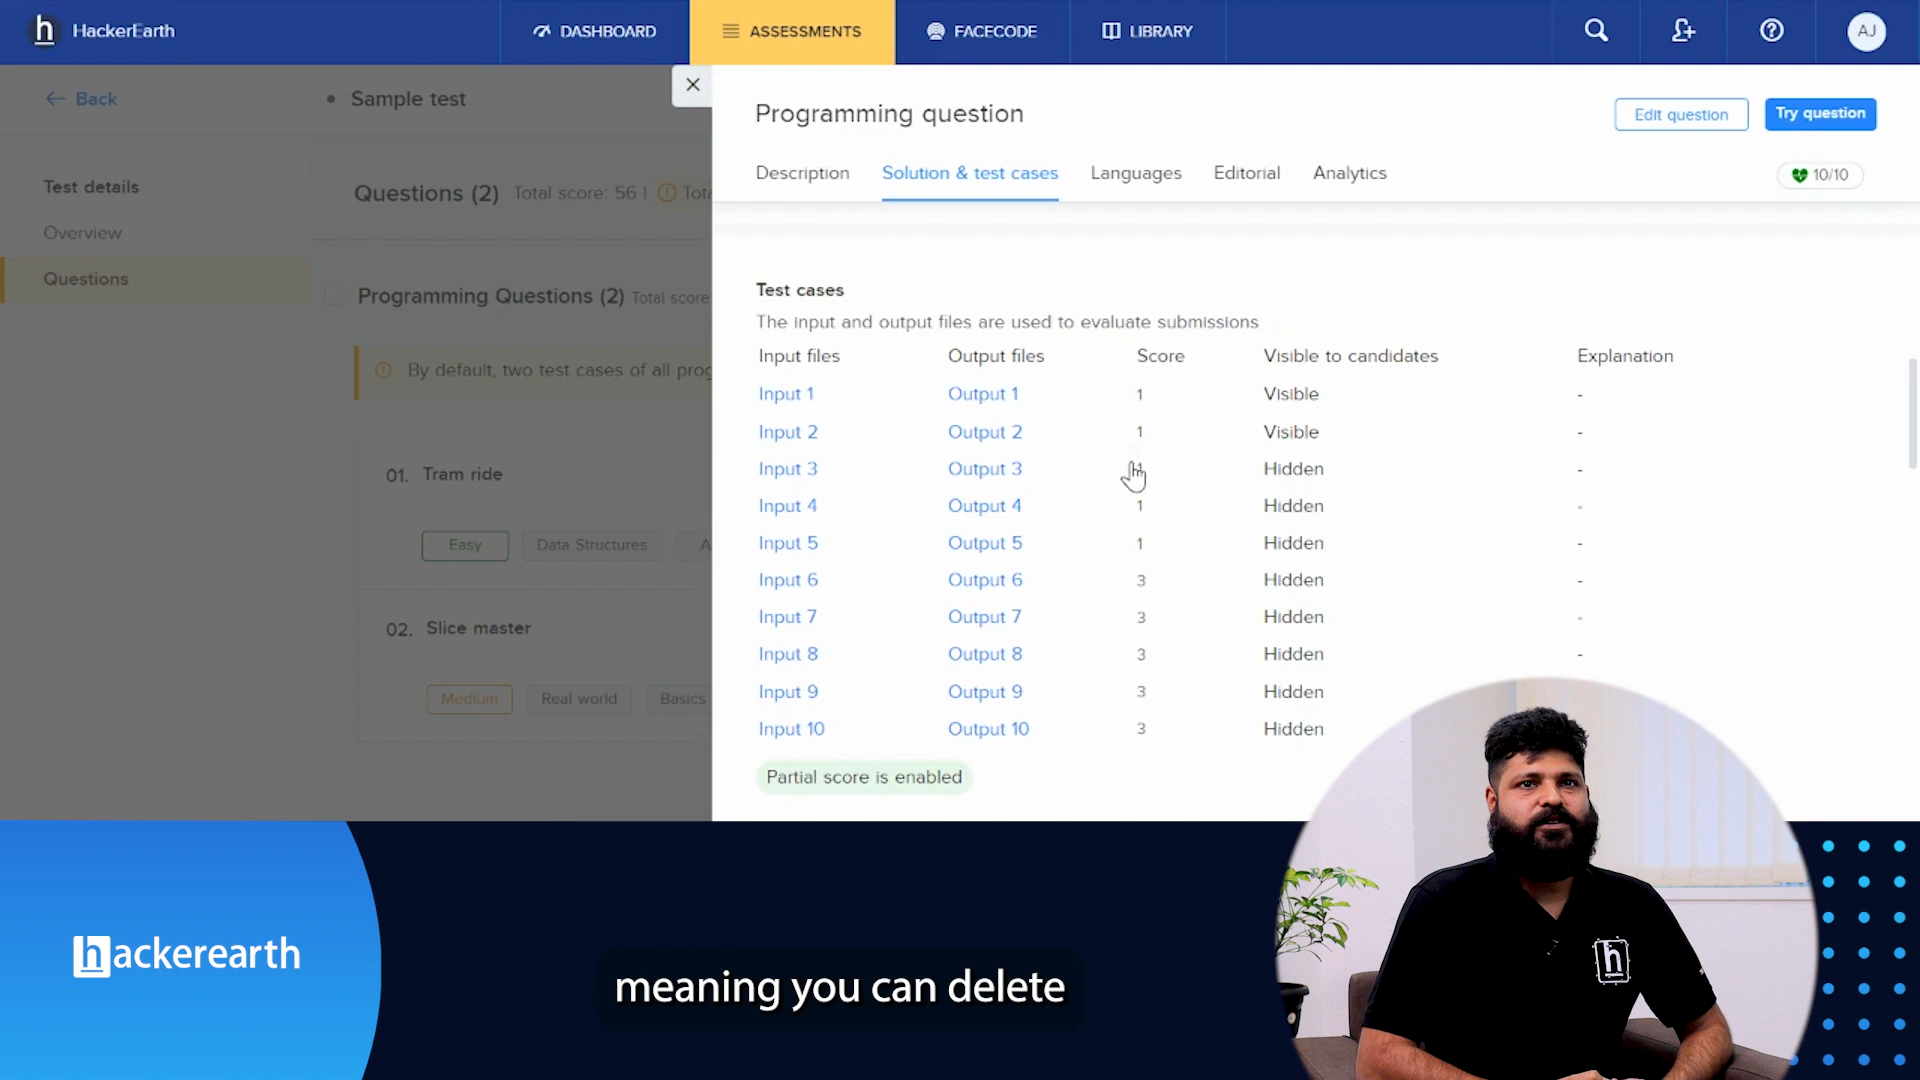 h HackerEarth
DASHBOARD
ASSESSMENTS
FACECODE
LIBRARY
AJ
Back
Sample test
Test details
Overview
Questions
Questions (2) Total score: 56 |
Programming Questions (2) Total score
By default, two test cases of all
01. Tram ride
Easy Data Structures
02. Slice master
Medium Real world Basics
Programming question
Edit question
Try question
Description Solution & test cases Languages Editorial Analytics
10/10
Test cases
The input and output files are used to evaluate submissions
Input files Output files Score Visible to candidates Explanation
Input 1 Output 1 1 Visible -
Input 2 Output 2 1 Visible -
Input 3 Output 3 Hidden -
Input 4 Output 4 1 Hidden -
Input 5 Output 5 1 Hidden -
Input 6 Output 6 3 Hidden -
Input 7 Output 7 3 Hidden -
Input 8 Output 8 3 Hidden -
Input 9 Output 9 3 Hidden
Input 10 Output 10 3 Hidden
Partial score is enabled
hackerearth
meaning you can delete
h